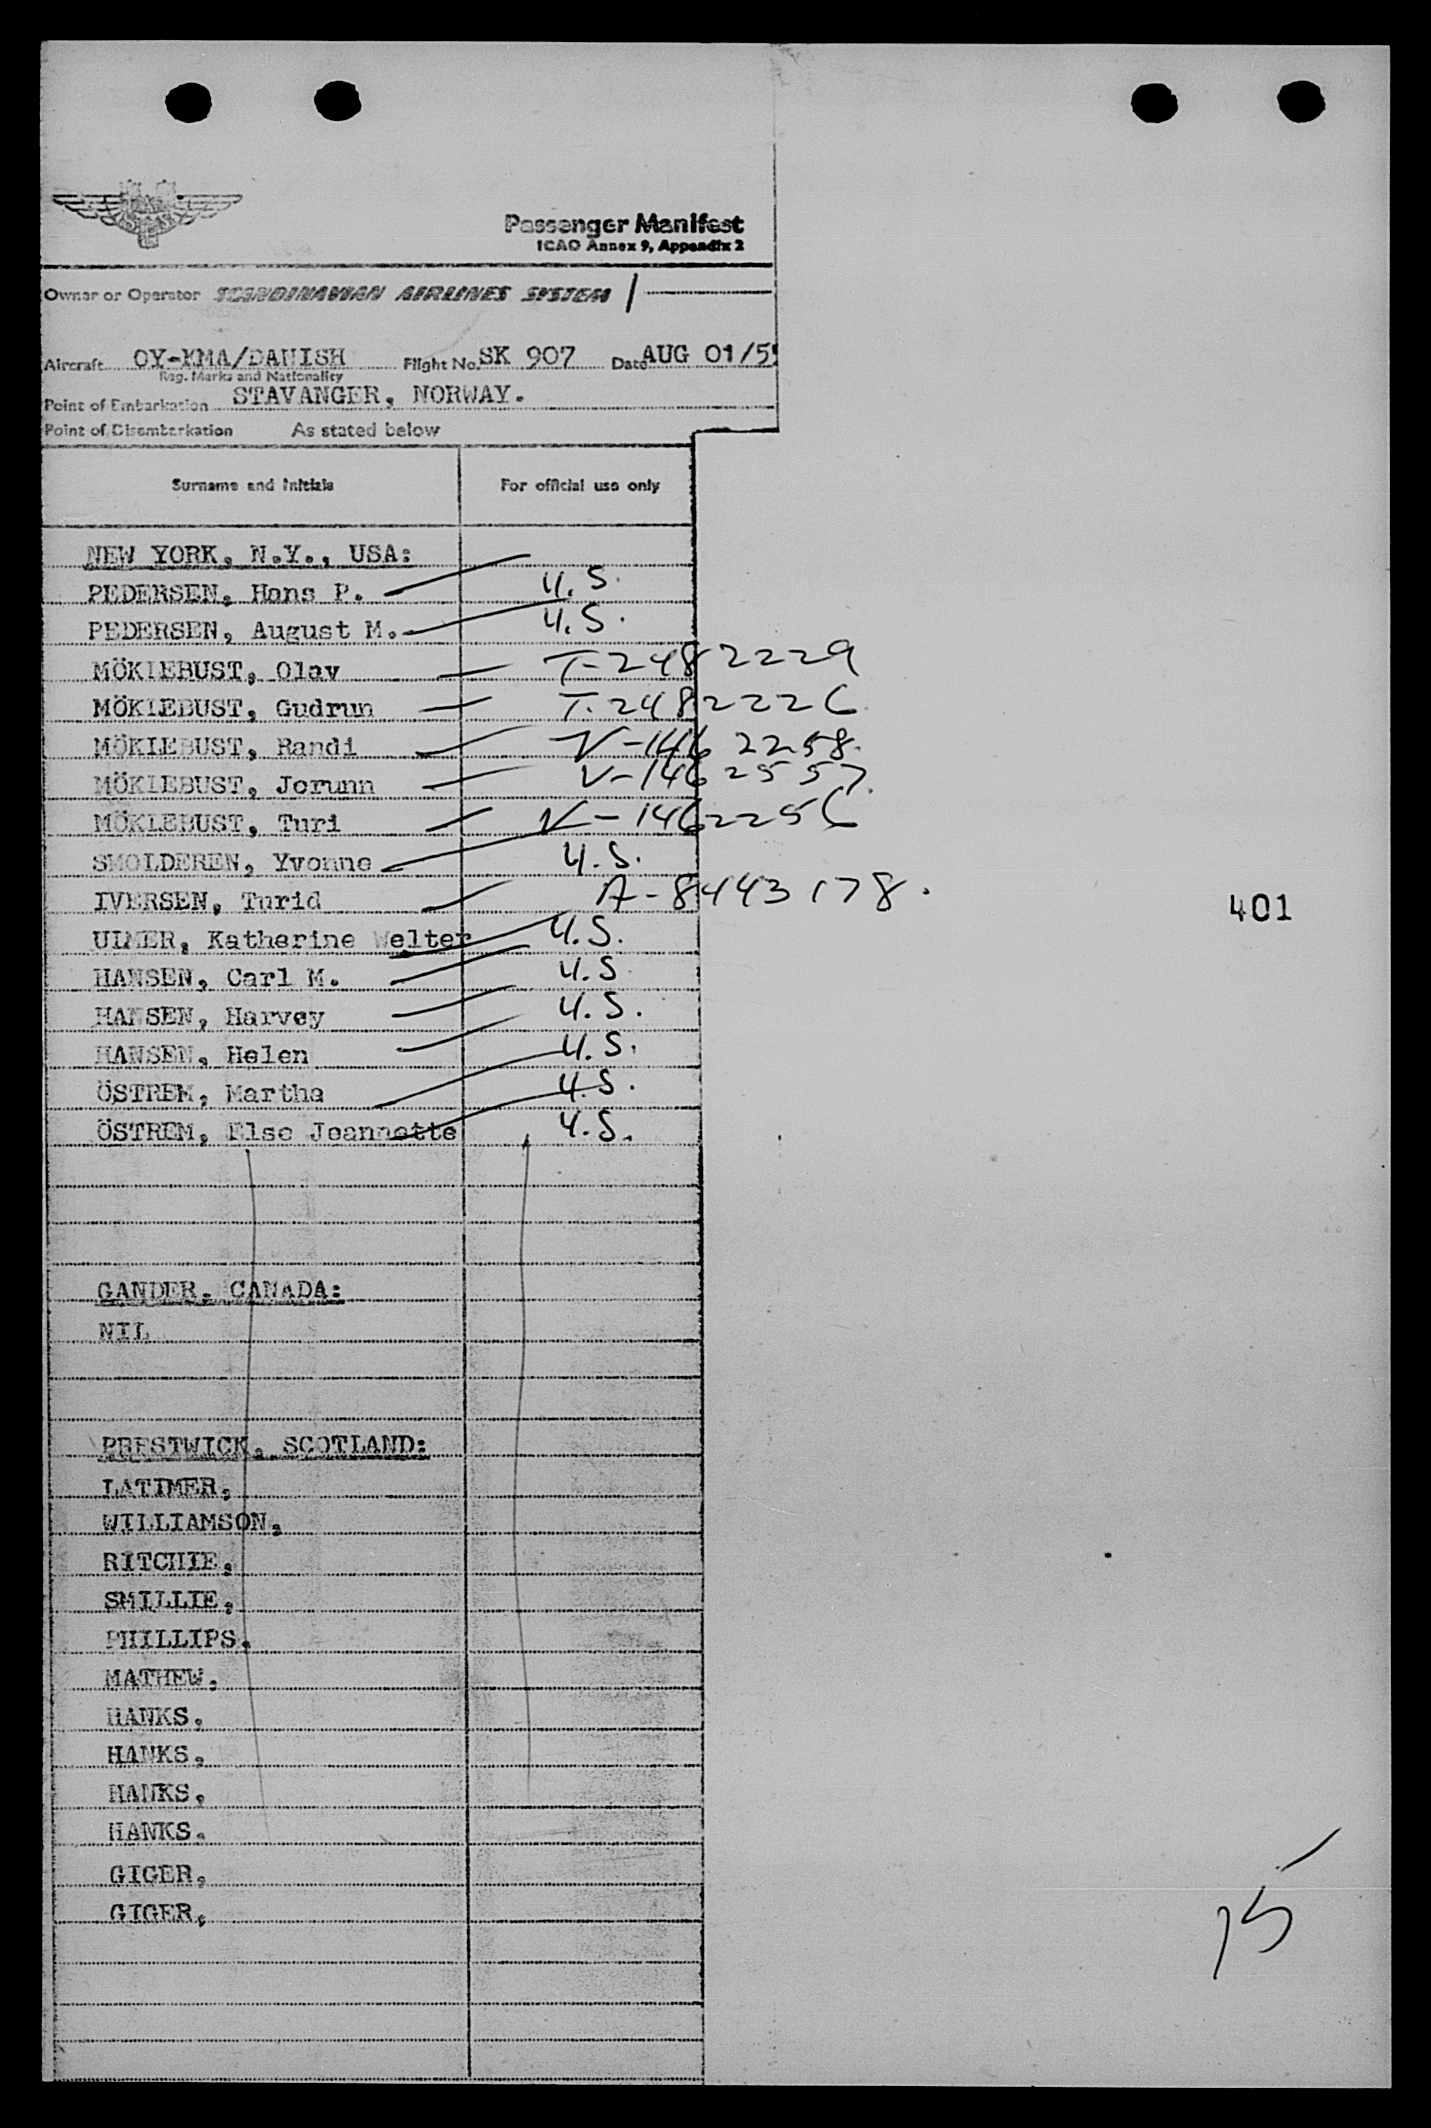 Passenger Manifest
ICAO Annex 9, Appendix 2
Owner or Operator SCANDINAVIAN AIRLINES SYSTEM /
Aircraft OY-KMA/DANISH Flight No. SK 907 Date AUG 01/5
Reg. Marks and Nationality
Point of Embarkation STAVANGER, NORWAY.
Point of Disembarkation As stated below
Surname and Initials For official use only
NEW YORK, N.Y., USA:
PEDERSEN, Hans P. U.S.
PEDERSEN, August M. U.S.
MÖKLEBUST, Olav T-2482229
MÖKLEBUST, Gudrun T-2482226
MÖKLEBUST, Randi V-1462258.
MÖKLEBUST, Jorunn V-1462557.
MÖKLEBUST, Turi V-1462256
SMOLDEREN, Yvonne U.S.
IVERSEN, Turid A-8443178.
401
ULMER, Katherine Welter U.S.
HANSEN, Carl M. U.S
HANSEN, Harvey U.S.
HANSEN, Helen U.S.
ÖSTREM, Martha U.S.
ÖSTREM, Else Jeannette U.S.
GANDER, CANADA:
NIL
PRESTWICK, SCOTLAND:
LATIMER,
WILLIAMSON,
RITCHIE,
SMILLIE,
PHILLIPS,
MATHEW,
HANKS,
HANKS,
HANKS,
HANKS.
GIGER,
GIGER,
15